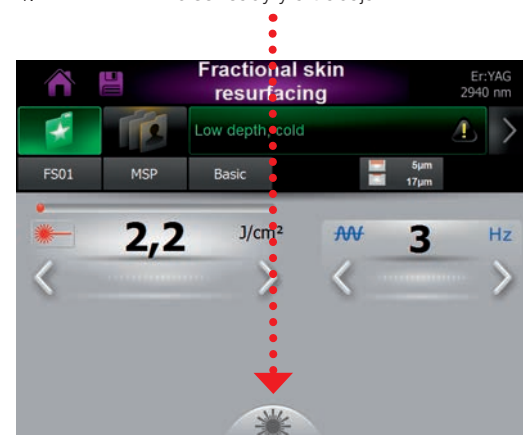 Fractional skin
resurfacing
Er:YAG
2940 nm
Low depth, cold
FS01
MSP
Basic
5µm
17µm
2,2
J/cm²
3
Hz